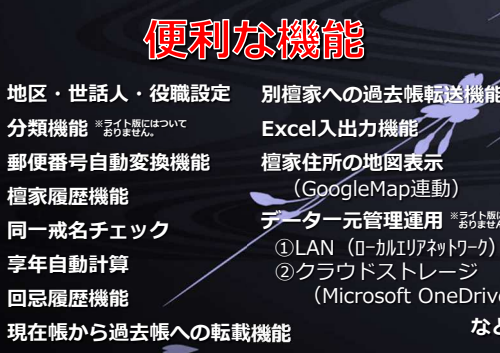 便利な機能
地区・世話人・役職設定
分類機能 ※ライト版にはついて
おりません。
郵便番号自動変換機能
檀家履歴機能
同一戒名チェック
享年自動計算
回忌履歴機能
現在帳から過去帳への転載機能
別檀家への過去帳転送機能
Excel入出力機能
檀家住所の地図表示
（GoogleMap連動）
データ一元管理運用 ※ライト版に
おりません
①LAN（ﾛｰｶﾙｴﾘｱﾈｯﾄﾜｰｸ）
②クラウドストレージ
（Microsoft OneDrive
など